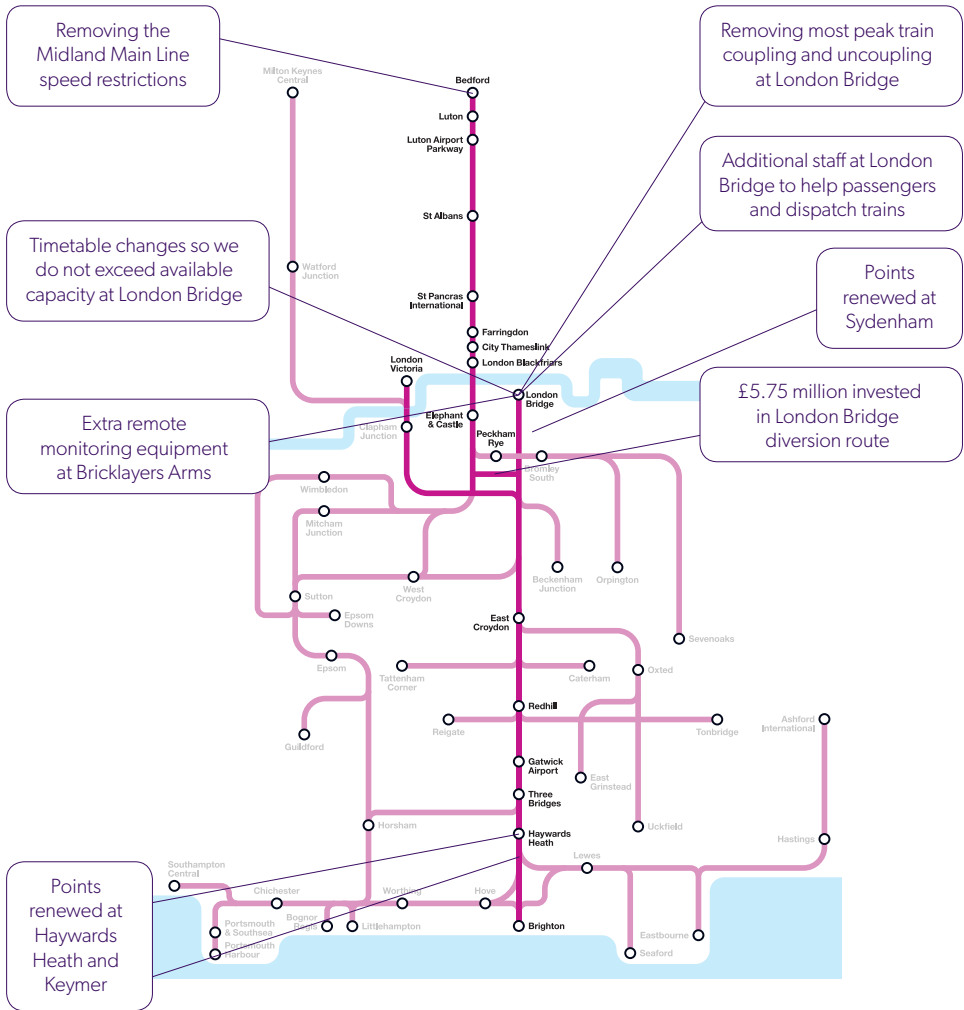 Removing the
Midland Main Line
speed restrictions
Removing most peak train
coupling and uncoupling
at London Bridge
Milton Keynes
Central
Bedford
Luton
Luton Airport
Parkway
Additional staff at London
Bridge to help passengers
and dispatch trains
St Albans
Timetable changes so we
do not exceed available
capacity at London Bridge
Watford
Junction
Points
renewed at
Sydenham
St Pancras
International
Farringdon
City Thameslink
London Blackfriars
London
Victoria
London
Bridge
£5.75 million invested
in London Bridge
diversion route
Extra remote
monitoring equipment
at Bricklayers Arms
Clapham
Junction
Elephant
& Castle
Peckham
Rye
Bromley
South
Wimbledon
Mitcham
Junction
West
Croydon
Beckenham
Junction
Orpington
Sutton
Epsom
Downs
East
Croydon
Sevenoaks
Epsom
Tattenham
Corner
Caterham
Oxted
Redhill
Reigate
Tonbridge
Ashford
International
Guildford
Gatwick
Airport
East
Grinstead
Three
Bridges
Horsham
Haywards
Heath
Uckfield
Hastings
Southampton
Central
Chichester
Worthing
Hove
Lewes
Points
renewed at
Haywards
Heath and
Keymer
Portsmouth
& Southsea
Portsmouth
Harbour
Bognor
Regis
Littlehampton
Brighton
Seaford
Eastbourne